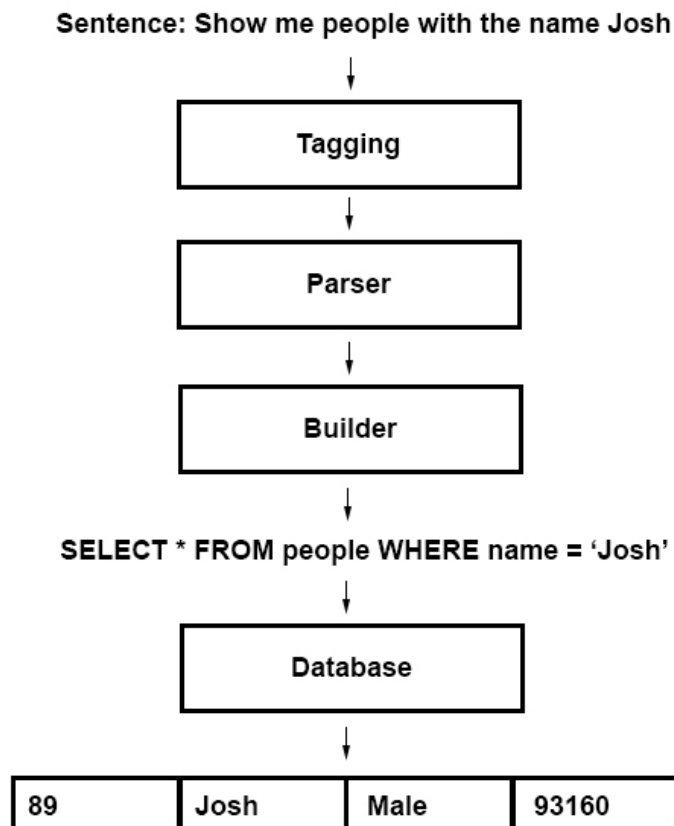 Sentence: Show me people with the name Josh
Tagging
Parser
Builder
SELECT * FROM people WHERE name = ‘Josh’
Database
89 Josh Male 93160